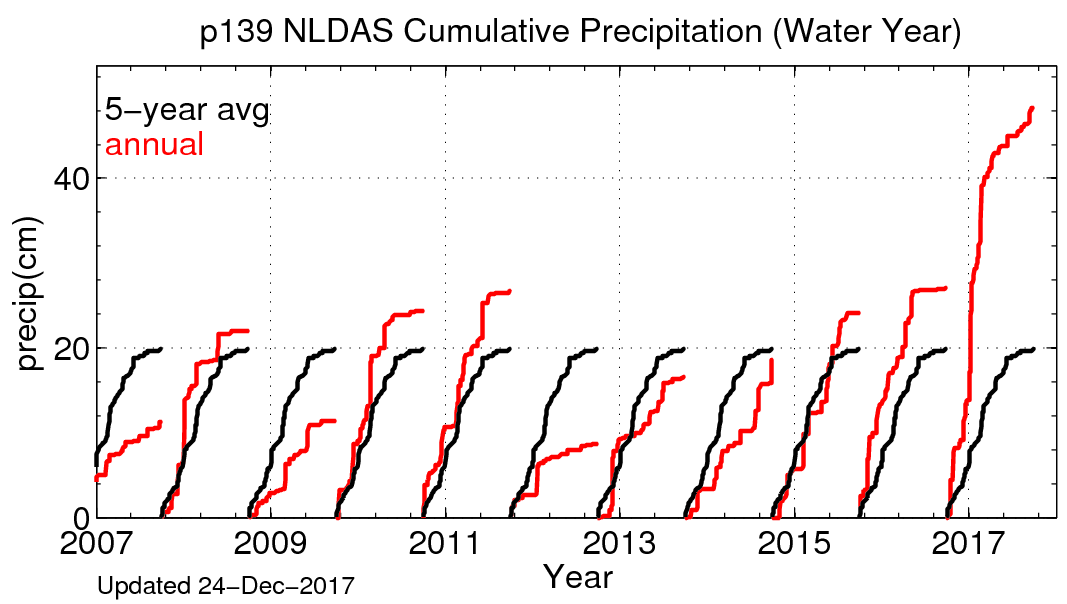 p139 NLDAS Cumulative Precipitation (Water Year)
5−year avg
annual
precip(cm)
40
20
0
2007 2009 2011 2013 2015 2017
Year
Updated 24−Dec−2017